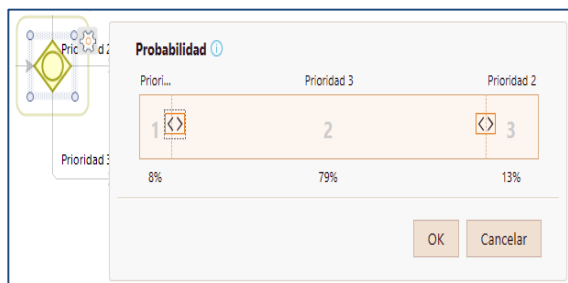 Prioridad 2
Probabilidad
Priori... Prioridad 3 Prioridad 2
1 2 3
Prioridad 3
8% 79% 13%
OK Cancelar